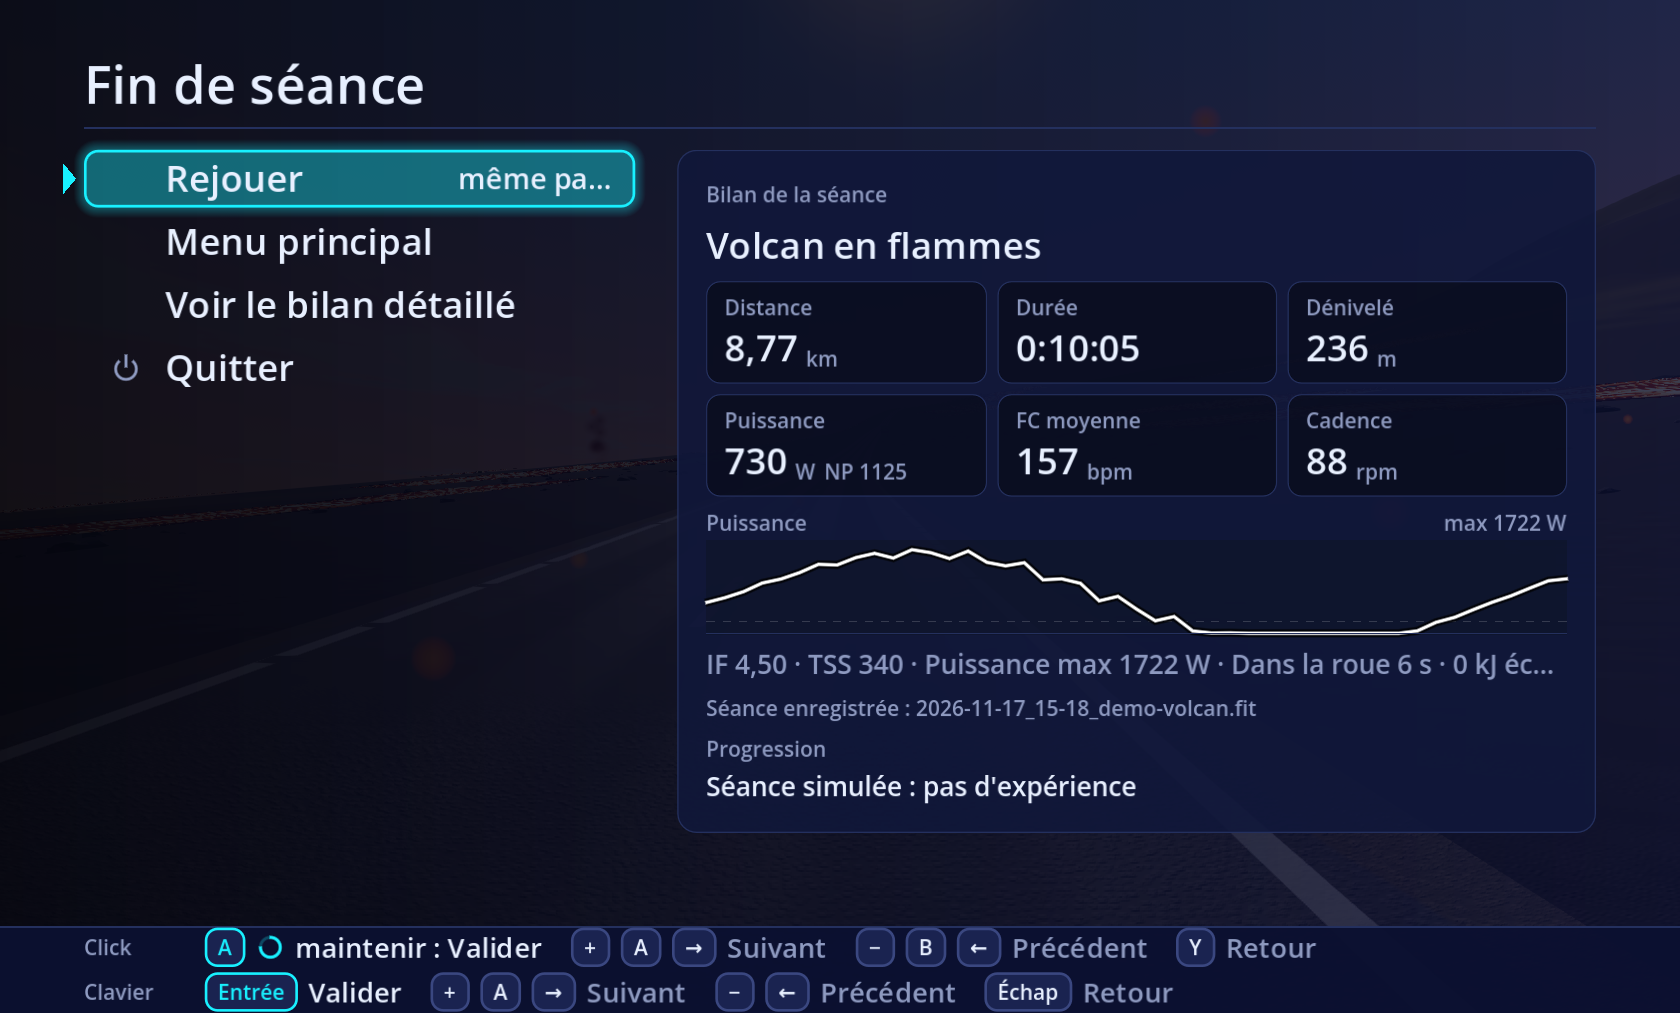 Fin de séance
Rejouer même pa...
Menu principal
Voir le bilan détaillé
Quitter
Bilan de la séance
Volcan en flammes
Distance
8,77 km
Durée
0:10:05
Dénivelé
236 m
Puissance
730 W NP 1125
FC moyenne
157 bpm
Cadence
88 rpm
Puissance max 1722 W
IF 4,50 · TSS 340 · Puissance max 1722 W · Dans la roue 6 s · 0 kJ éc...
Séance enregistrée : 2026-11-17_15-18_demo-volcan.fit
Progression
Séance simulée : pas d'expérience
Click A maintenir : Valider + A → Suivant − B ← Précédent Y Retour
Clavier Entrée Valider + A → Suivant − ← Précédent Échap Retour